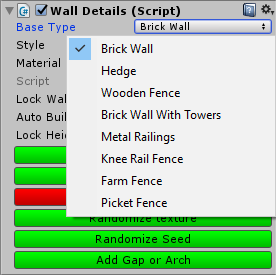 Wall Details (Script)
Base Type
Brick Wall
Style
Brick Wall
Material
Hedge
Script
Wooden Fence
Lock Wal
Brick Wall With Towers
Auto Buil
Metal Railings
Lock Hei
Knee Rail Fence
Farm Fence
Picket Fence
Randomize texture
Randomize Seed
Add Gap or Arch